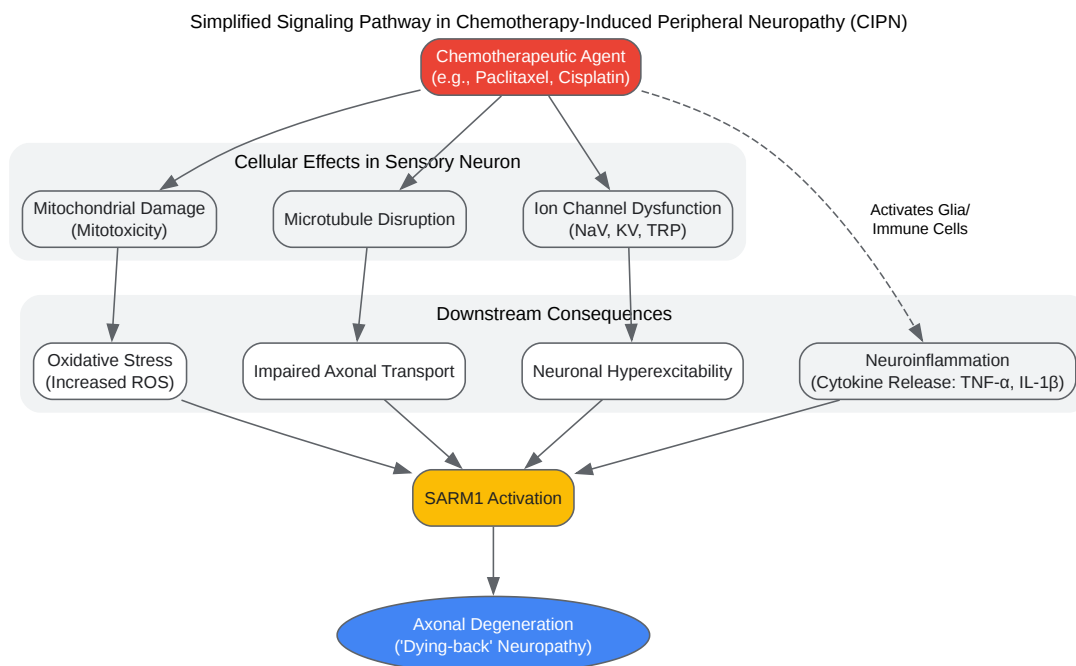 Simplified Signaling Pathway in Chemotherapy-Induced Peripheral Neuropathy (CIPN)
Chemotherapeutic Agent
(e.g., Paclitaxel, Cisplatin)
Cellular Effects in Sensory Neuron
Mitochondrial Damage
(Mitotoxicity)
Microtubule Disruption
Ion Channel Dysfunction
(NaV, KV, TRP)
Activates Glia/
Immune Cells
Downstream Consequences
Oxidative Stress
(Increased ROS)
Impaired Axonal Transport
Neuronal Hyperexcitability
Neuroinflammation
(Cytokine Release: TNF-α, IL-1β)
SARM1 Activation
Axonal Degeneration
('Dying-back' Neuropathy)